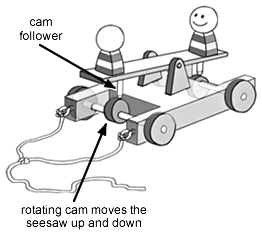 cam
follower
rotating cam moves the
seesaw up and down